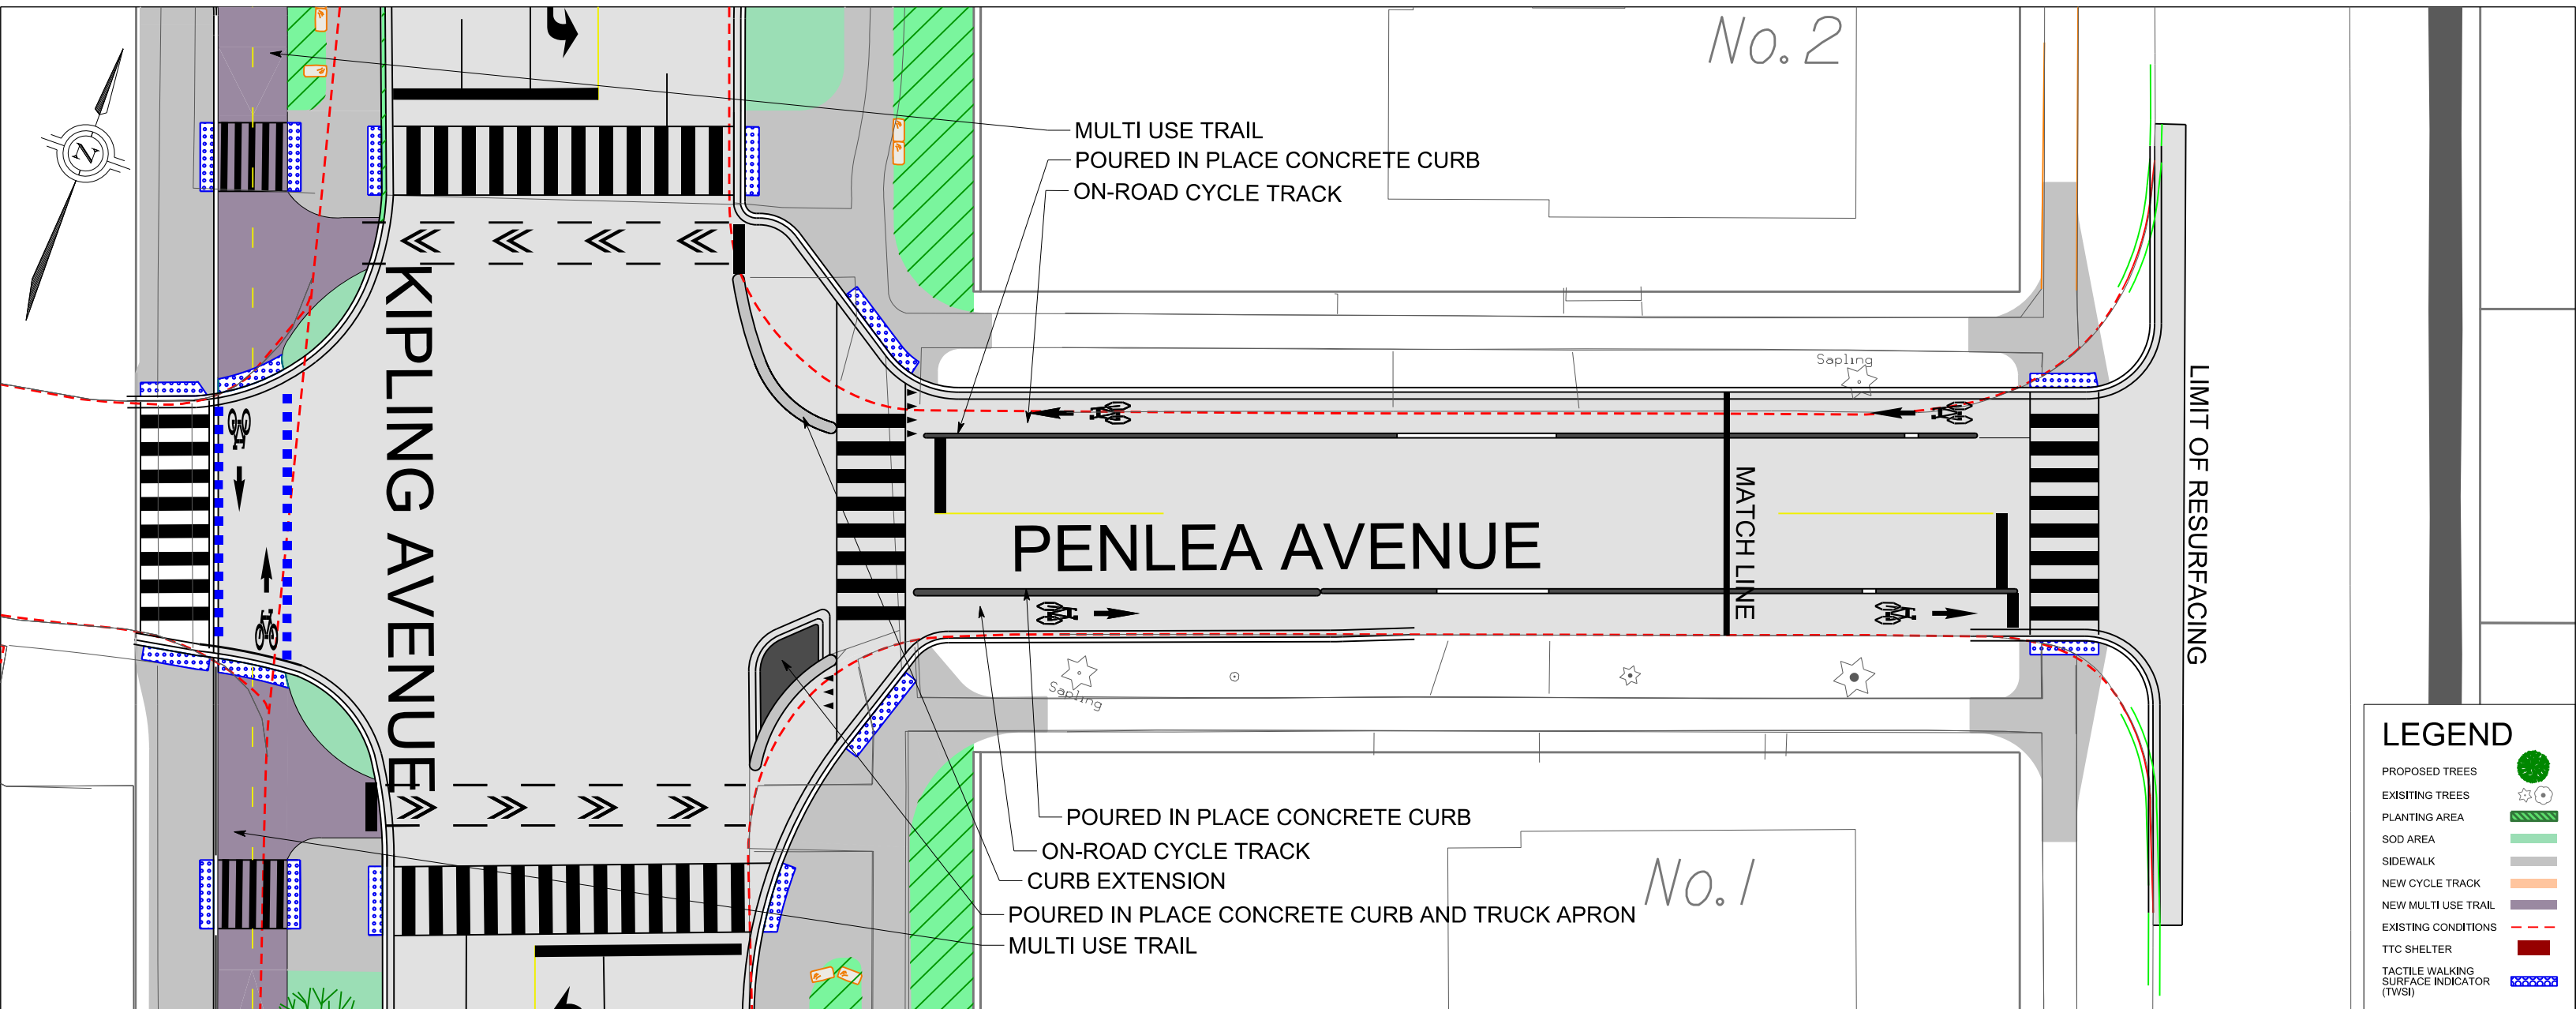 N
No.2
MULTI USE TRAIL
POURED IN PLACE CONCRETE CURB
ON-ROAD CYCLE TRACK
KIPLING AVENUE
Sapling
LIMIT OF RESURFACING
MATCH LINE
PENLEA AVENUE
Sapling
POURED IN PLACE CONCRETE CURB
ON-ROAD CYCLE TRACK
CURB EXTENSION
POURED IN PLACE CONCRETE CURB AND TRUCK APRON
MULTI USE TRAIL
No.1
LEGEND
PROPOSED TREES
EXISITING TREES
PLANTING AREA
SOD AREA
SIDEWALK
NEW CYCLE TRACK
NEW MULTI USE TRAIL
EXISTING CONDITIONS
TTC SHELTER
TACTILE WALKING
SURFACE INDICATOR
(TWSI)